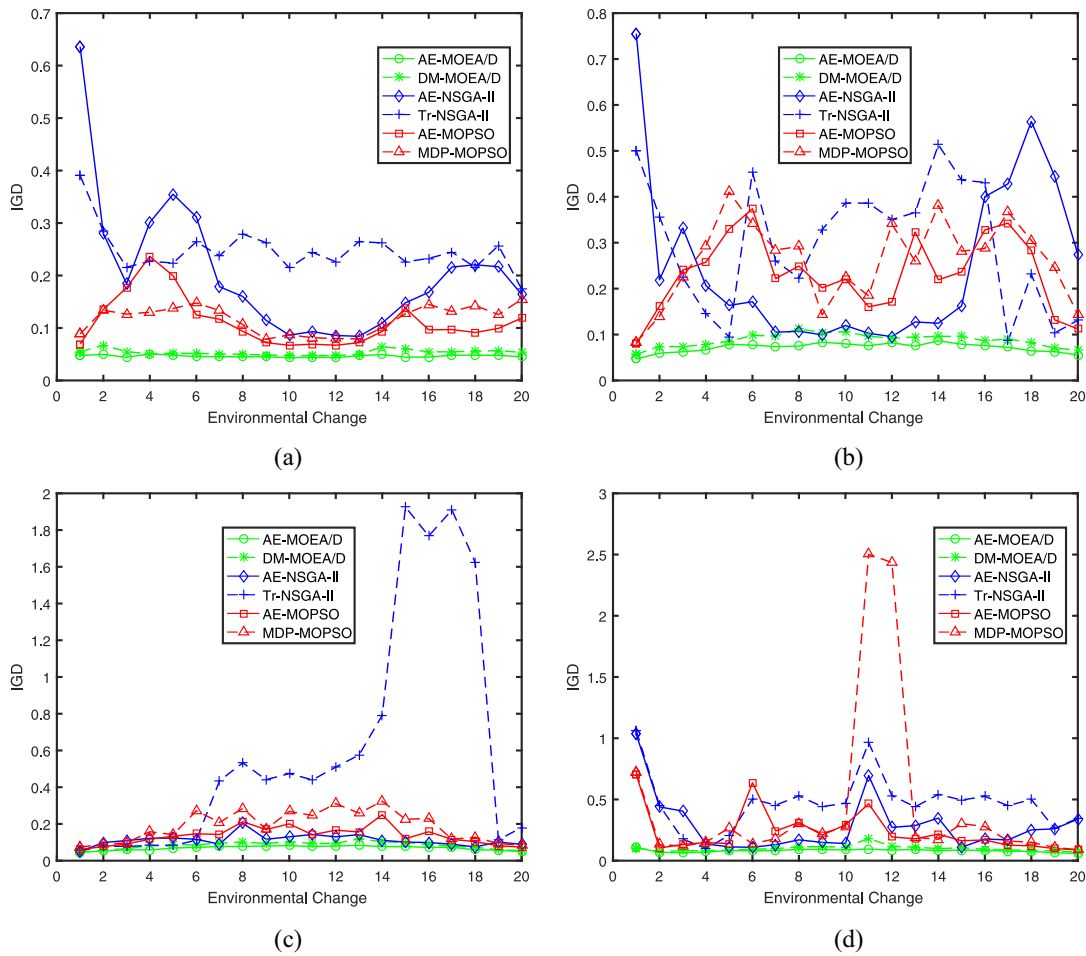 0.7
0.6
0.5
0.4
0.3
0.2
0.1
0
IGD
AE-MOEA/D
DM-MOEA/D
AE-NSGA-II
Tr-NSGA-II
AE-MOPSO
MDP-MOPSO
0 2 4 6 8 10 12 14 16 18 20
Environmental Change
(a)
0.8
0.7
0.6
0.5
0.4
0.3
0.2
0.1
0
IGD
AE-MOEA/D
DM-MOEA/D
AE-NSGA-II
Tr-NSGA-II
AE-MOPSO
MDP-MOPSO
0 2 4 6 8 10 12 14 16 18 20
Environmental Change
(b)
2
1.8
1.6
1.4
1.2
1
0.8
0.6
0.4
0.2
0
IGD
AE-MOEA/D
DM-MOEA/D
AE-NSGA-II
Tr-NSGA-II
AE-MOPSO
MDP-MOPSO
0 2 4 6 8 10 12 14 16 18 20
Environmental Change
(c)
3
2.5
2
1.5
1
0.5
0
IGD
AE-MOEA/D
DM-MOEA/D
AE-NSGA-II
Tr-NSGA-II
AE-MOPSO
MDP-MOPSO
0 2 4 6 8 10 12 14 16 18 20
Environmental Change
(d)